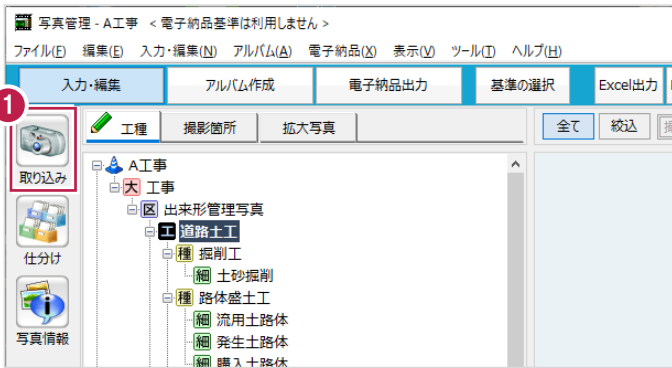 写真管理 - A工事 < 電子納品基準は利用しません >
ファイル(F) 編集(E) 入力・編集(N) アルバム(A) 電子納品(X) 表示(V) ツール(T) ヘルプ(H)
入力・編集 アルバム作成 電子納品出力 基準の選択 Excel出力
1
取り込み
仕分け
写真情報
工種 撮影箇所 拡大写真 全て 絞込
A工事
大 工事
区 出来形管理写真
工 道路土工
種 掘削工
細 土砂掘削
種 路体盛土工
細 流用土路体
細 発生土路体
細 購入土路体